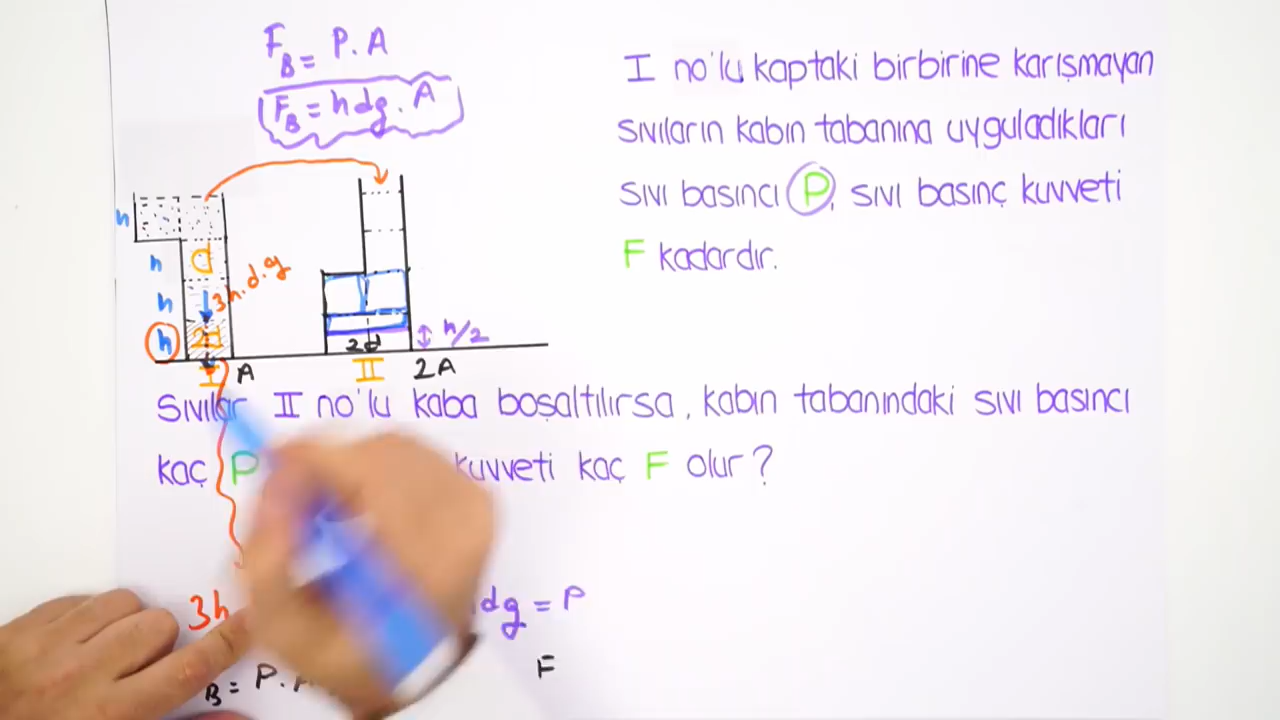 F_B = P.A
F_B = hdg.A
I no'lu kaptaki birbirine karışmayan
sıvıların kabın tabanına uyguladıkları
sıvı basıncı P, sıvı basınç kuvveti
F kadardır.
h
h d 3h.d.g
h
h 2d 2d h/2
I A II 2A
Sıvılar II no'lu kaba boşaltılırsa, kabın tabanındaki sıvı basıncı
kaç P kuvveti kaç F olur?
3h dg = P
B = P. F